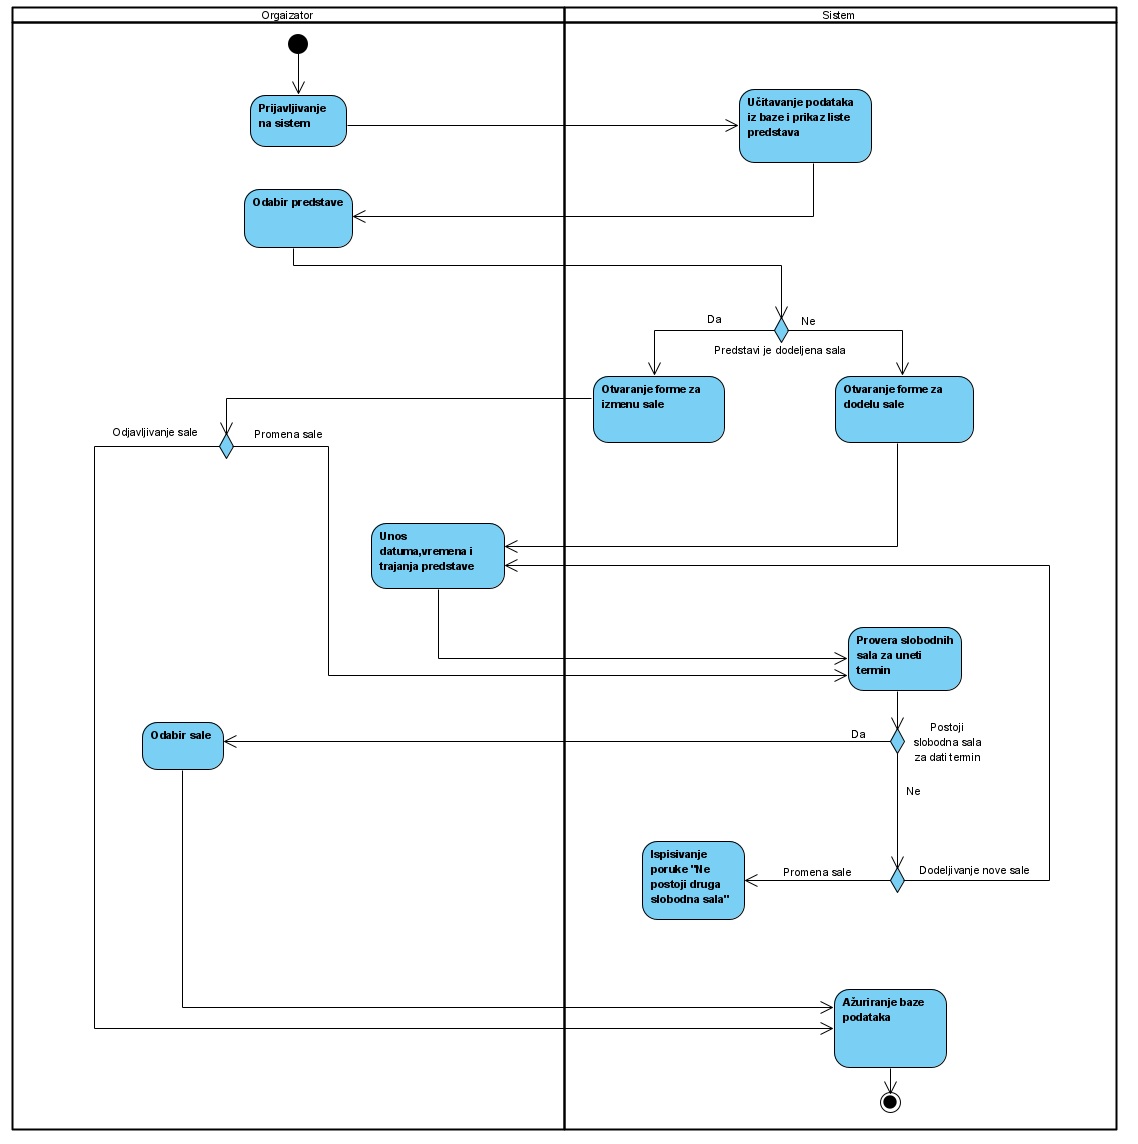 Orgaizator
Sistem
Prijavljivanje
na sistem
Učitavanje podataka
iz baze i prikaz liste
predstava
Odabir predstave
Da
Ne
Predstavi je dodeljena sala
Otvaranje forme za
izmenu sale
Otvaranje forme za
dodelu sale
Odjavljivanje sale
Promena sale
Unos
datuma,vremena i
trajanja predstave
Provera slobodnih
sala za uneti
termin
Odabir sale
Da
Postoji
slobodna sala
za dati termin
Ne
Ispisivanje
poruke "Ne
postoji druga
slobodna sala"
Promena sale
Dodeljivanje nove sale
Ažuriranje baze
podataka